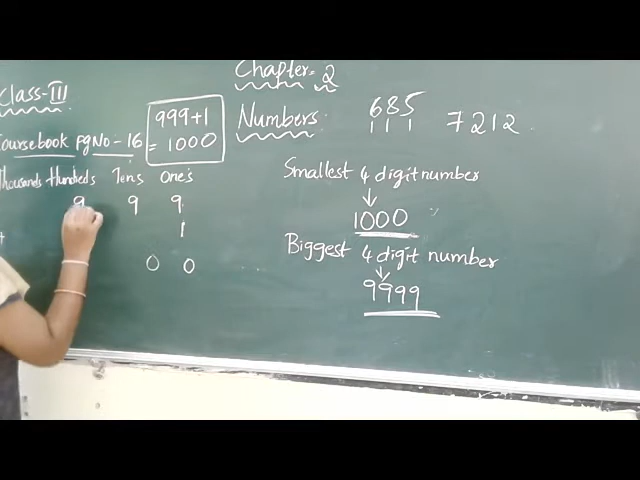 Chapter - 2
Class-III
Numbers:
685
111
7212
999+1
= 1000
Coursebook pg No - 16
Thousands Hundreds Tens One's
9 9 9
1
0 0
Smallest 4 digit number
1000
Biggest 4 digit number
9999